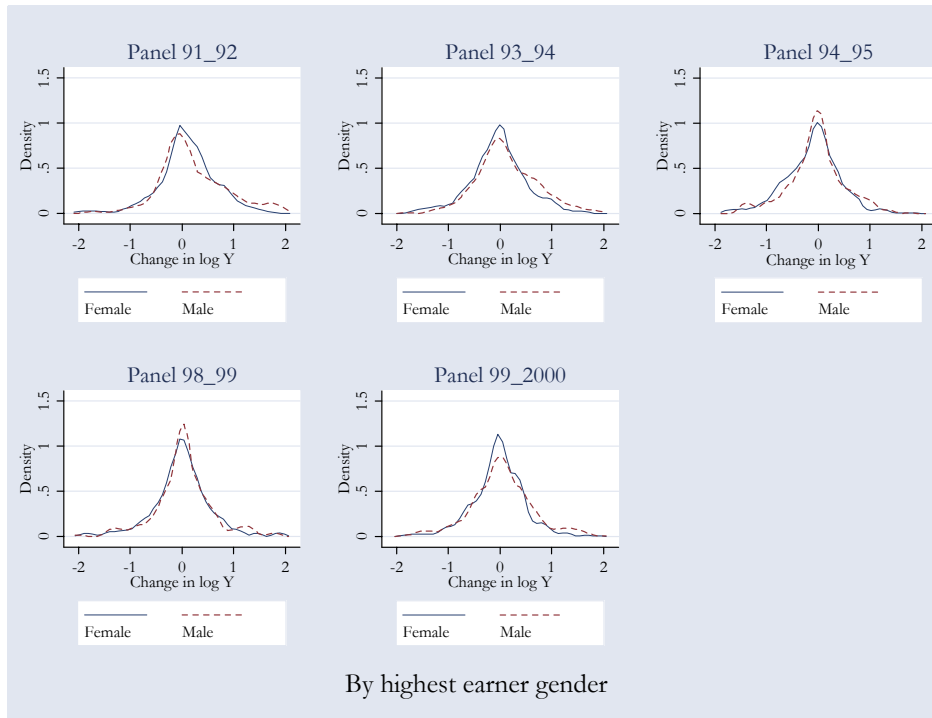 Panel 91_92
Panel 93_94
Panel 94_95
Density
0
.5
1
1.5
-2
-1
0
1
2
Change in log Y
Female
Male
Density
0
.5
1
1.5
-2
-1
0
1
2
Change in log Y
Female
Male
Density
0
.5
1
1.5
-2
-1
0
1
2
Change in log Y
Female
Male
Panel 98_99
Panel 99_2000
Density
0
.5
1
1.5
-2
-1
0
1
2
Change in log Y
Female
Male
Density
0
.5
1
1.5
-2
-1
0
1
2
Change in log Y
Female
Male
By highest earner gender